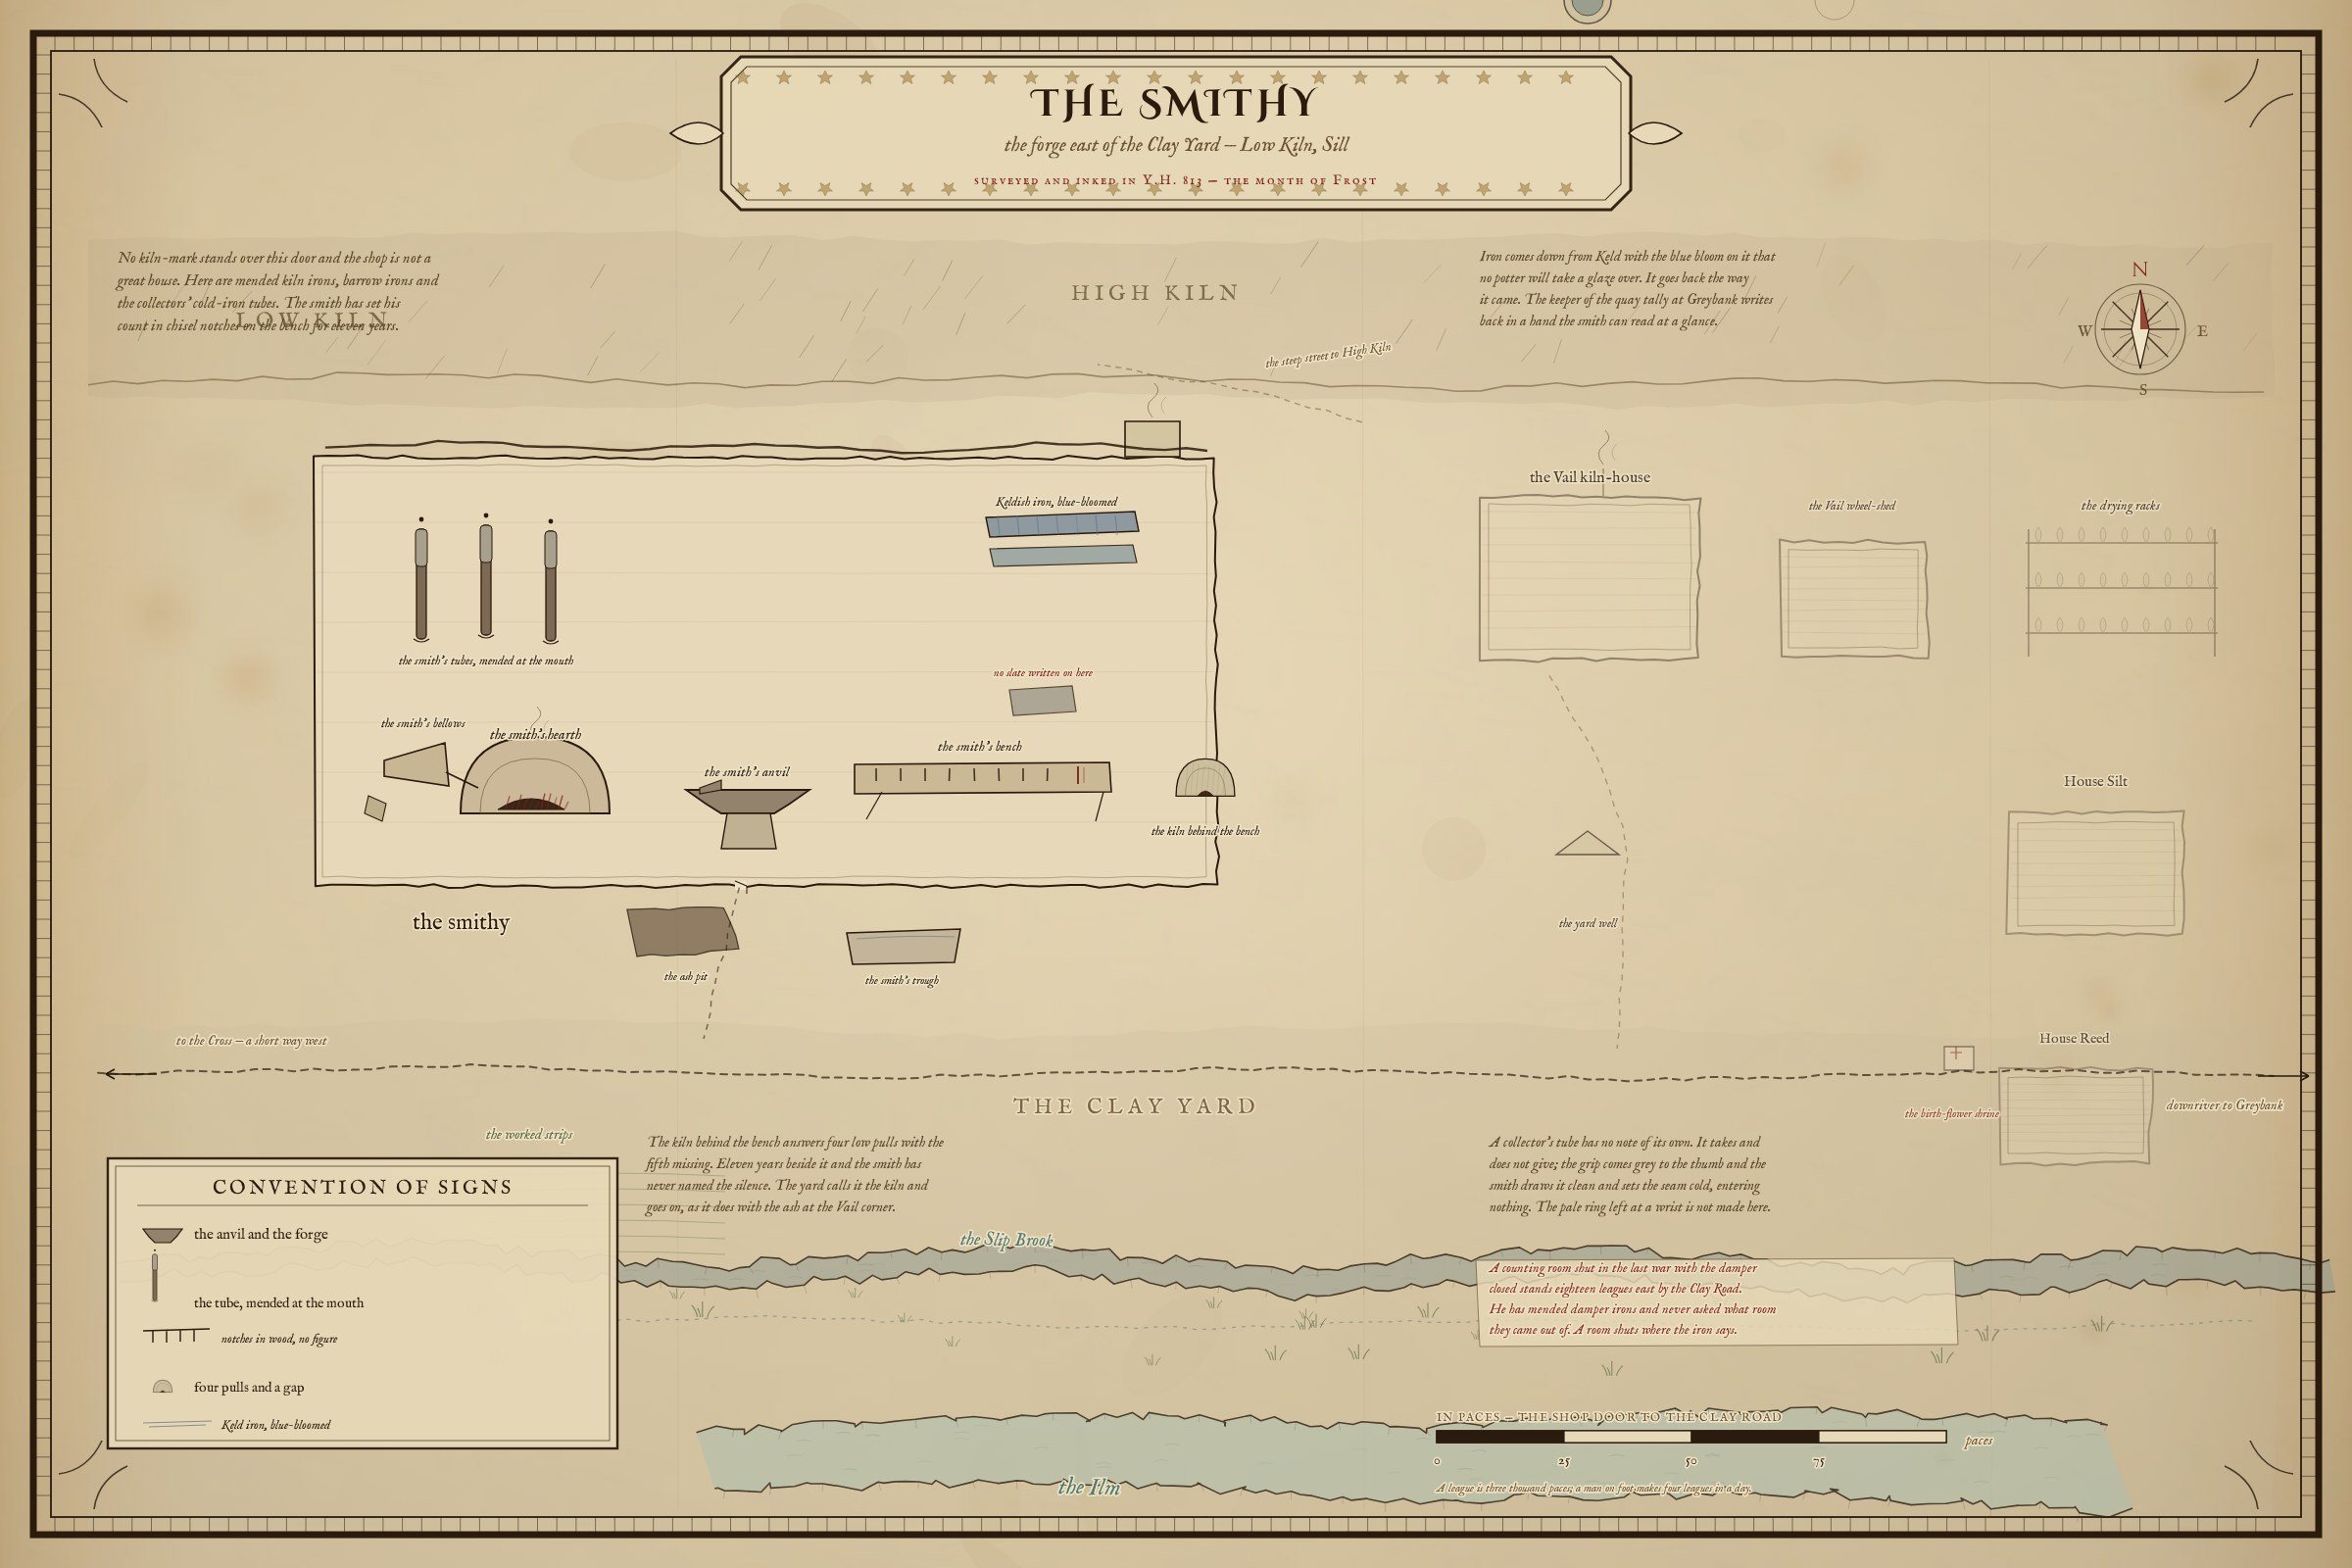 THE SMITHY
the forge east of the Clay Yard — Low Kiln, Sill
surveyed and inked in Y.H. 813 — the month of Frost
No kiln-mark stands over this door and the shop is not a
great house. Here are mended kiln irons, barrow irons and
the collectors' cold-iron tubes. The smith has set his
count in chisel notches on the bench for eleven years.
LOW KILN
HIGH KILN
Iron comes down from Keld with the blue bloom on it that
no potter will take a glaze over. It goes back the way
it came. The keeper of the quay tally at Greybank writes
back in a hand the smith can read at a glance.
N
W
E
S
the steep street to High Kiln
the Vail kiln-house
the Vail wheel-shed
the drying racks
Keldish iron, blue-bloomed
the smith's tubes, mended at the mouth
no slate written on here
the smith's bellows
the smith's hearth
the smith's anvil
the smith's bench
the kiln behind the bench
House Silt
the smithy
the ash pit
the smith's trough
the yard well
to the Cross — a short way west
House Reed
the birth-flower shrine
downriver to Greybank
THE CLAY YARD
the worked strips
The kiln behind the bench answers four low pulls with the
fifth missing. Eleven years beside it and the smith has
never named the silence. The yard calls it the kiln and
goes on, as it does with the ash at the Vail corner.
A collector's tube has no note of its own. It takes and
does not give; the grip comes grey to the thumb and the
smith draws it clean and sets the seam cold, entering
nothing. The pale ring left at a wrist is not made here.
CONVENTION OF SIGNS
the anvil and the forge
the tube, mended at the mouth
notches in wood, no figure
four pulls and a gap
Keld iron, blue-bloomed
the Slip Brook
A counting room shut in the last war with the damper
closed stands eighteen leagues east by the Clay Road.
He has mended damper irons and never asked what room
they came out of. A room shuts where the iron says.
IN PACES — THE SHOP DOOR TO THE CLAY ROAD
paces
0 25 50 75
A league is three thousand paces; a man on foot makes four leagues in a day.
the Ilm